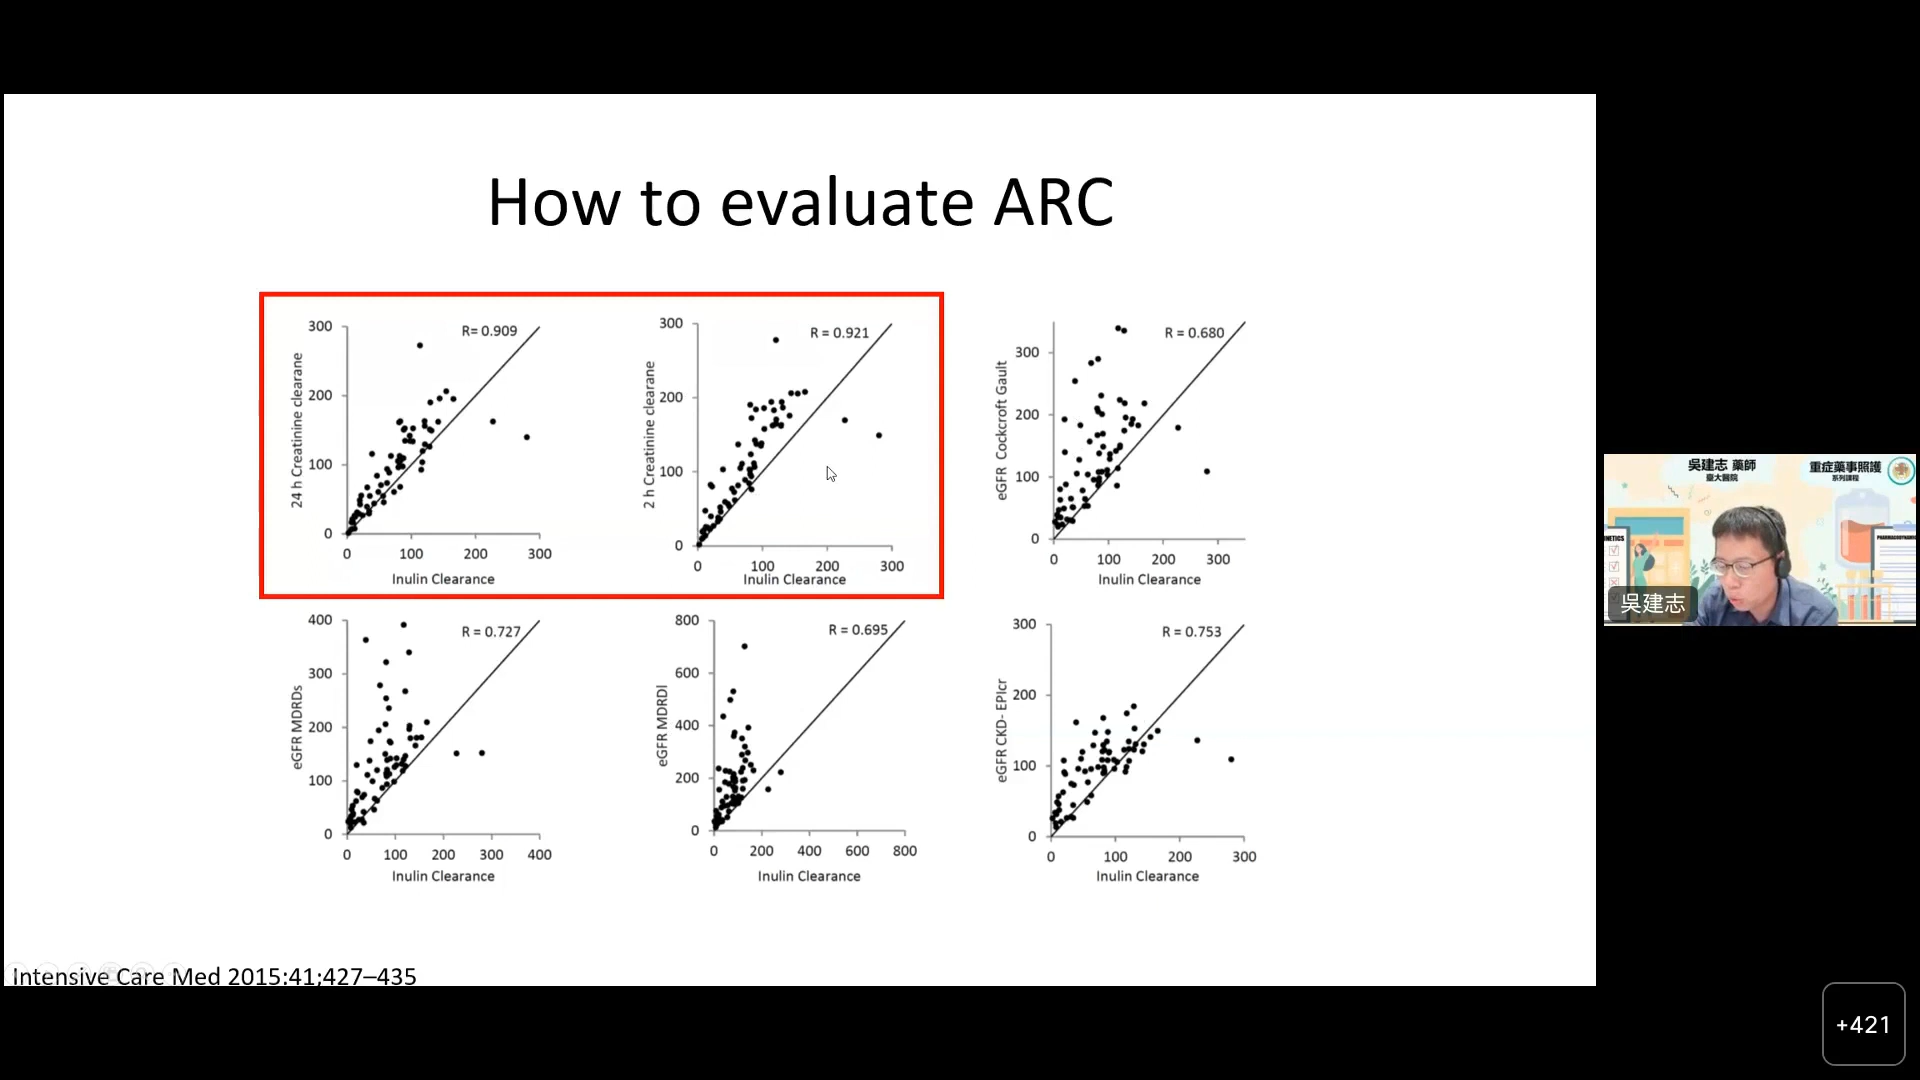 How to evaluate ARC
R= 0.909
24 h Creatinine clearane
300
200
100
0
0 100 200 300
Inulin Clearance
R = 0.921
2 h Creatinine clearane
300
200
100
0
0 100 200 300
Inulin Clearance
R = 0.680
eGFR Cockcroft Gault
300
200
100
0
0 100 200 300
Inulin Clearance
R = 0.727
eGFR MDRDs
400
300
200
100
0
0 100 200 300 400
Inulin Clearance
R = 0.695
eGFR MDRDl
800
600
400
200
0
0 200 400 600 800
Inulin Clearance
R = 0.753
eGFR CKD- EPIcr
300
200
100
0
0 100 200 300
Inulin Clearance
Intensive Care Med 2015:41;427–435
吳建志 藥師
臺大醫院
重症藥事照護
系列課程
吳建志
+421